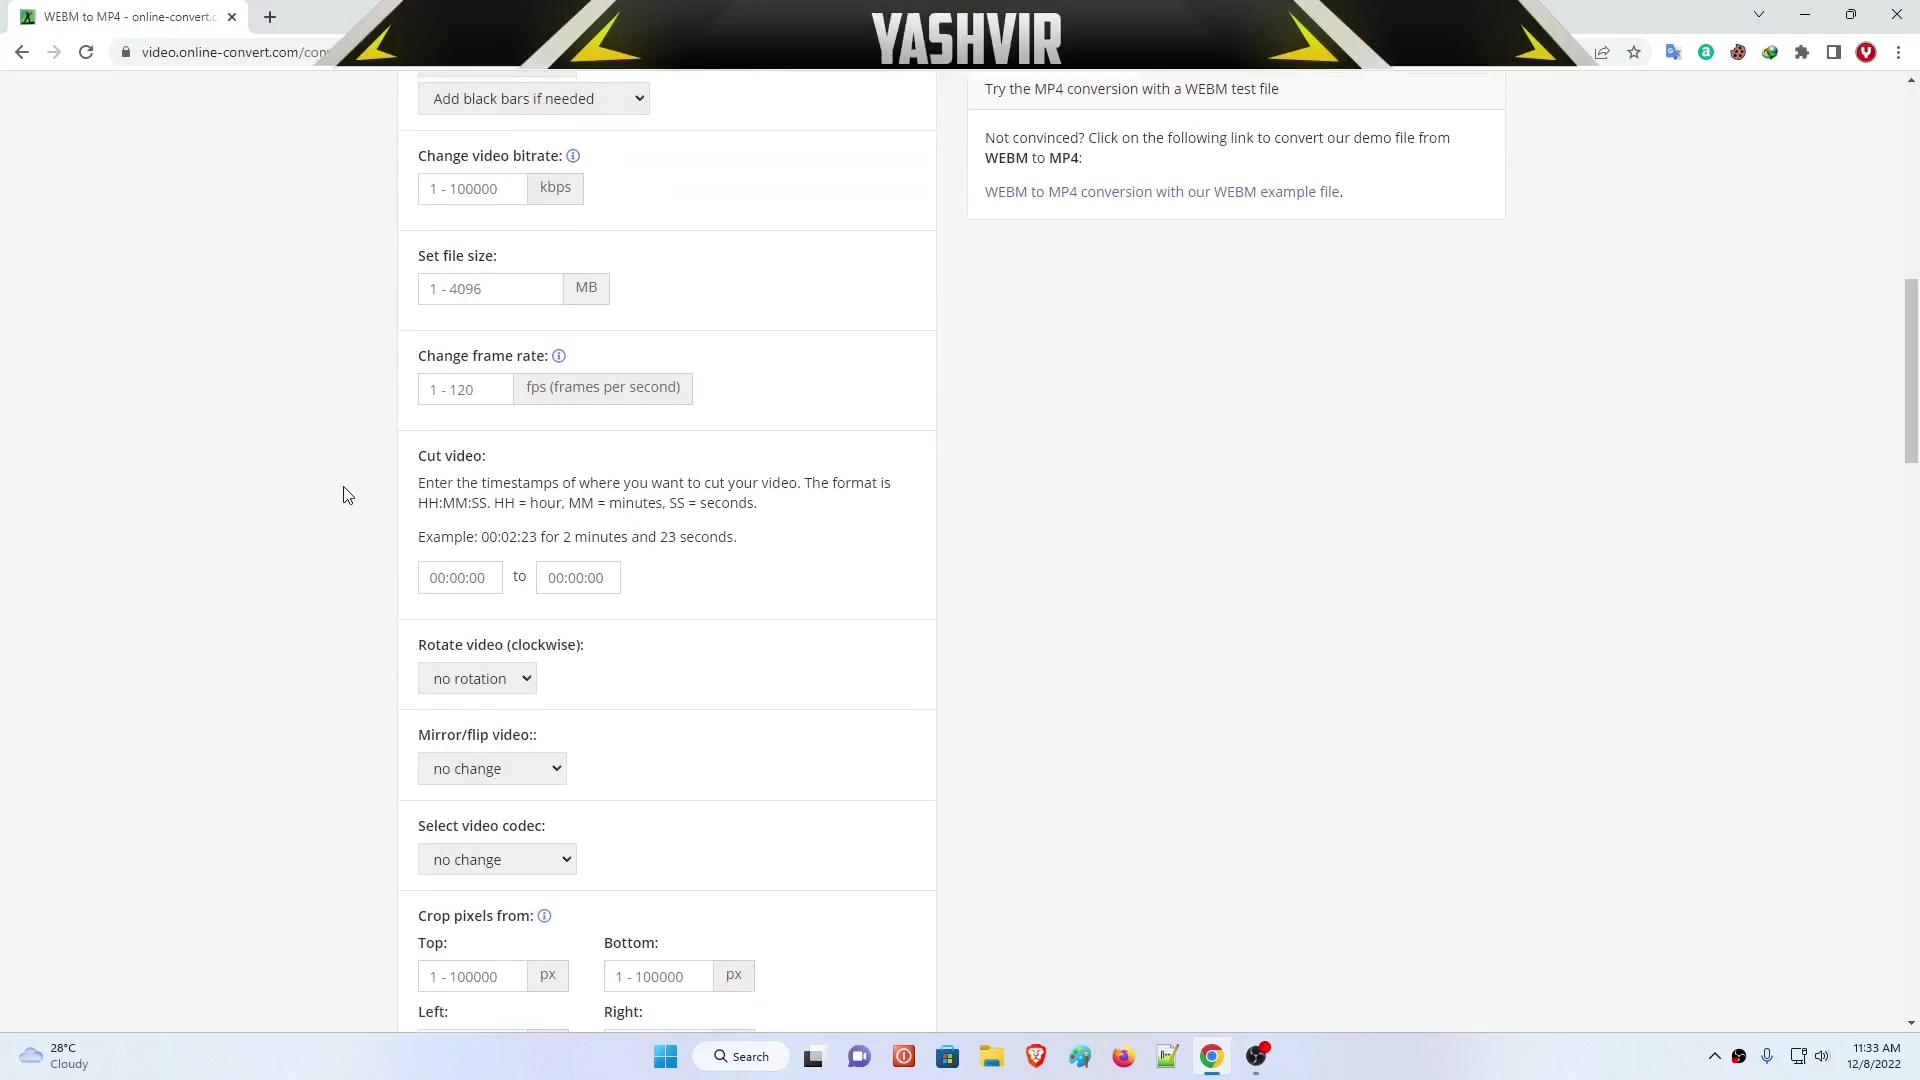 WEBM to MP4 - online-convert.c
YASHVIR
video.online-convert.com/con
Add black bars if needed
Change video bitrate:
1 - 100000 kbps
Set file size:
1 - 4096 MB
Change frame rate:
1 - 120 fps (frames per second)
Cut video:
Enter the timestamps of where you want to cut your video. The format is
HH:MM:SS. HH = hour, MM = minutes, SS = seconds.
Example: 00:02:23 for 2 minutes and 23 seconds.
00:00:00 to 00:00:00
Rotate video (clockwise):
no rotation
Mirror/flip video::
no change
Select video codec:
no change
Crop pixels from:
Top: Bottom:
1 - 100000 px 1 - 100000 px
Left: Right:
Try the MP4 conversion with a WEBM test file
Not convinced? Click on the following link to convert our demo file from
WEBM to MP4:
WEBM to MP4 conversion with our WEBM example file.
28°C
Cloudy
Search
11:33 AM
12/8/2022